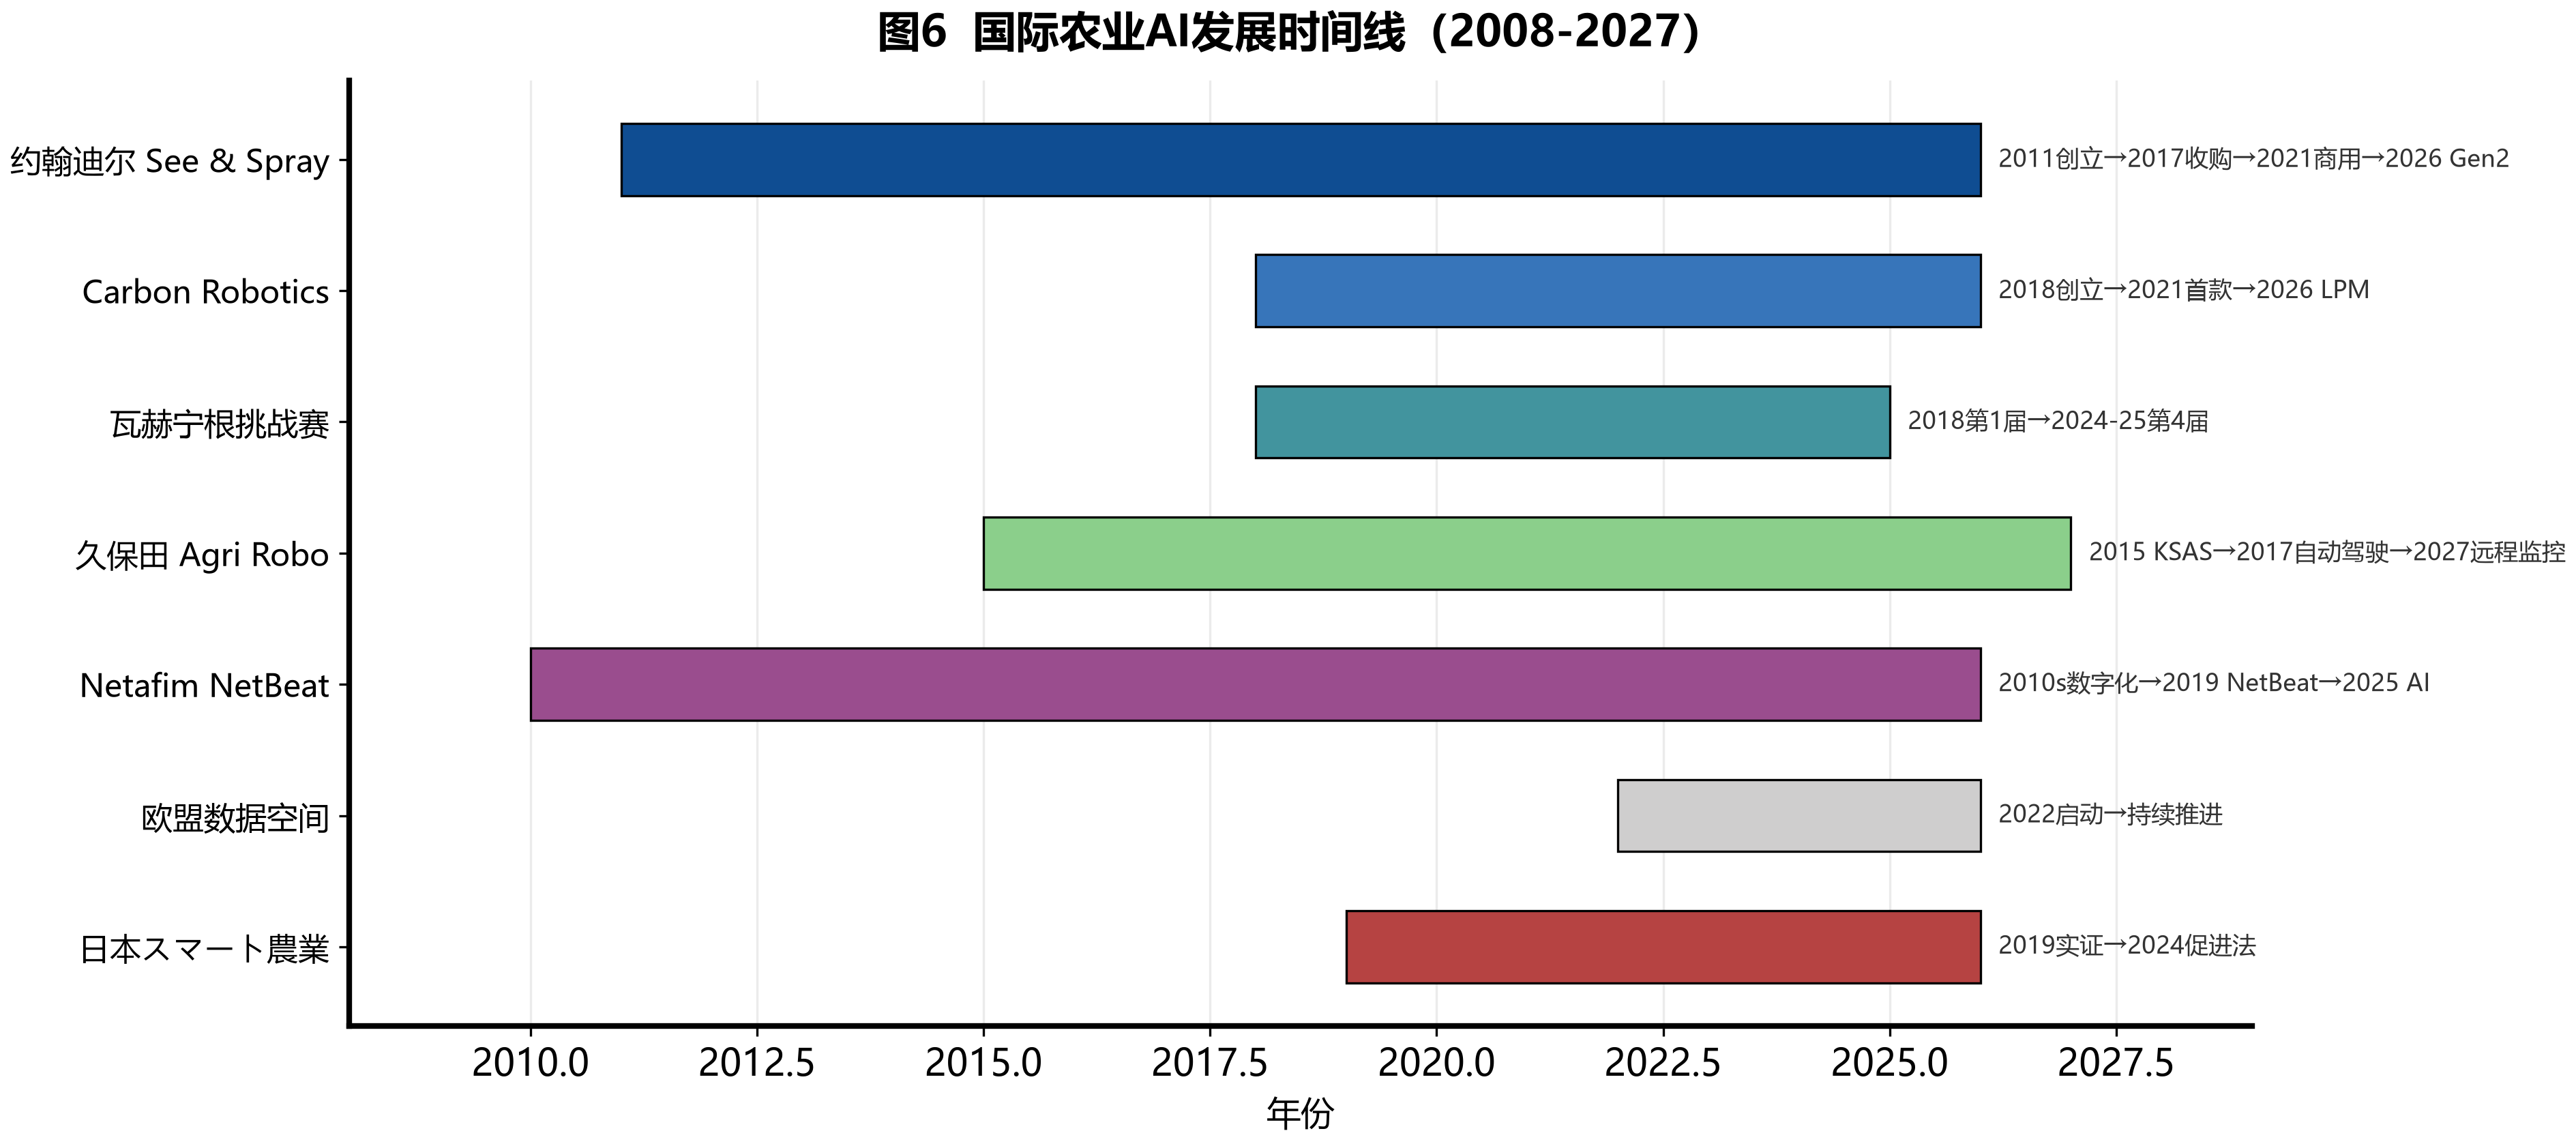 图6 国际农业AI发展时间线 (2008-2027)
约翰迪尔 See & Spray
2011创立→2017收购→2021商用→2026 Gen2
Carbon Robotics
2018创立→2021首款→2026 LPM
瓦赫宁根挑战赛
2018第1届→2024-25第4届
久保田 Agri Robo
2015 KSAS→2017自动驾驶→2027远程监控
Netafim NetBeat
2010s数字化→2019 NetBeat→2025 AI
欧盟数据空间
2022启动→持续推进
日本スマート農業
2019实证→2024促进法
2010.0 2012.5 2015.0 2017.5 2020.0 2022.5 2025.0 2027.5
年份